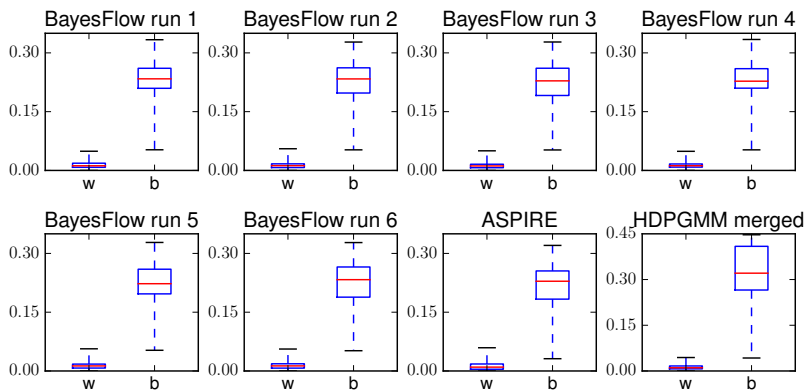 BayesFlow run 1
BayesFlow run 2
BayesFlow run 3
BayesFlow run 4
0.30
0.15
0.00
w
b
0.30
0.15
0.00
w
b
0.30
0.15
0.00
w
b
0.30
0.15
0.00
w
b
BayesFlow run 5
BayesFlow run 6
ASPIRE
HDPGMM merged
0.30
0.15
0.00
w
b
0.30
0.15
0.00
w
b
0.30
0.15
0.00
w
b
0.45
0.30
0.15
0.00
w
b